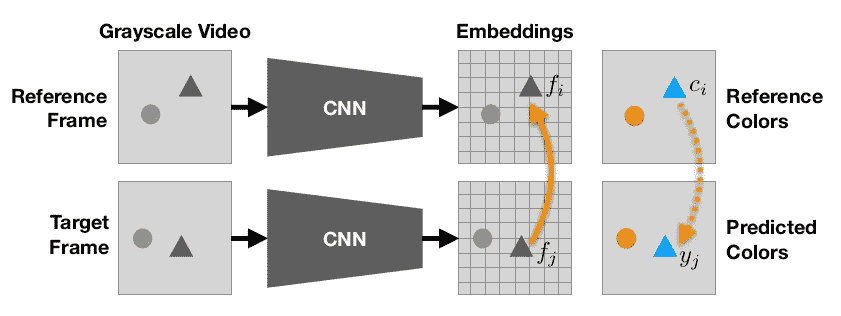 Grayscale Video
Embeddings
Reference
Frame
CNN
f_i
c_i
Reference
Colors
Target
Frame
CNN
f_j
y_j
Predicted
Colors